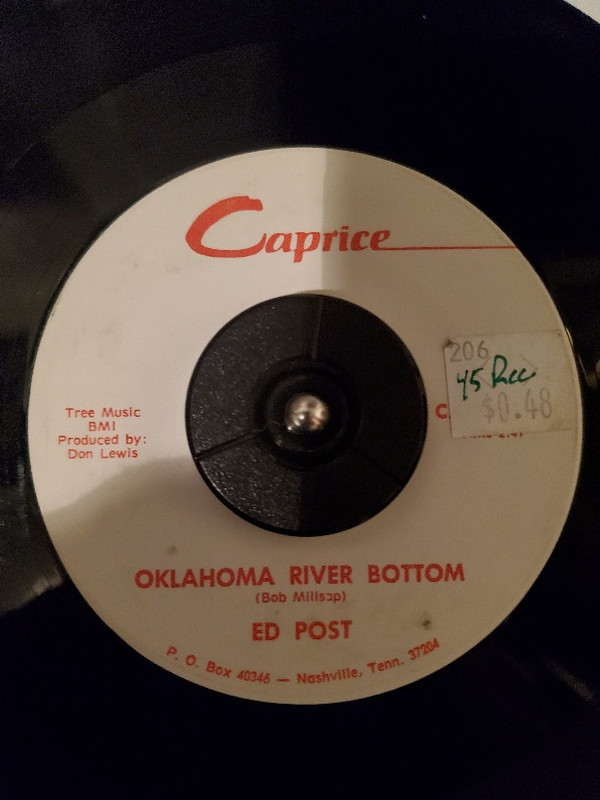 Caprice
206
45 Rec
$0.48
C
Tree Music
BMI
Produced by:
Don Lewis
OKLAHOMA RIVER BOTTOM
(Bob Millsap)
ED POST
P. O. Box 40346 — Nashville, Tenn. 37204